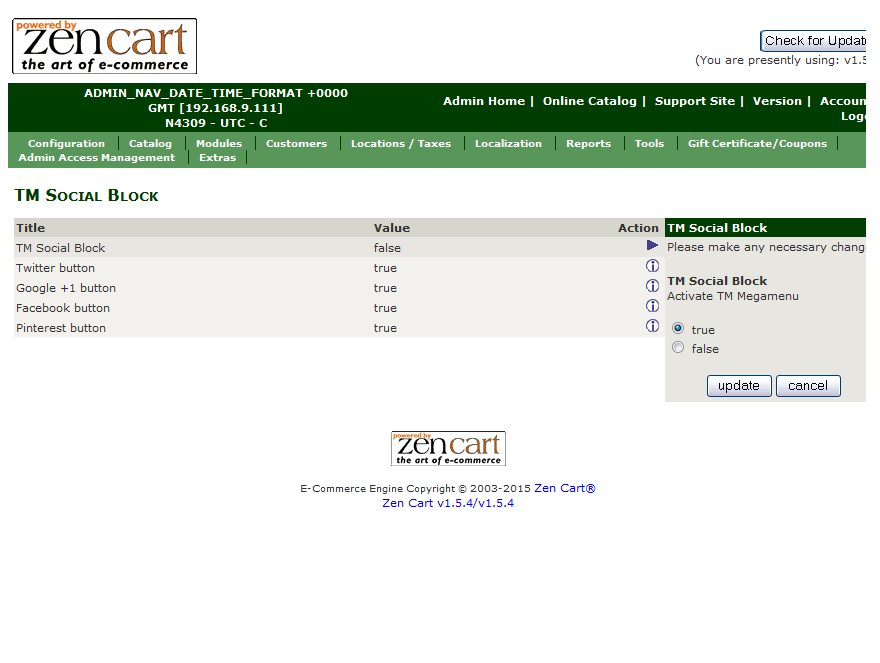 powered by
zen cart
the art of e-commerce
Check for Updat
(You are presently using: v1.5
ADMIN_NAV_DATE_TIME_FORMAT +0000
GMT [192.168.9.111]
N4309 - UTC - C
Admin Home | Online Catalog | Support Site | Version | Accoun
Logo
Configuration Catalog Modules Customers Locations / Taxes Localization Reports Tools Gift Certificate/Coupons
Admin Access Management Extras
TM Social Block
Title Value Action
TM Social Block false
Twitter button true
Google +1 button true
Facebook button true
Pinterest button true
TM Social Block
Please make any necessary chang
TM Social Block
Activate TM Megamenu
true
false
update cancel
powered by
zen cart
the art of e-commerce
E-Commerce Engine Copyright © 2003-2015 Zen Cart®
Zen Cart v1.5.4/v1.5.4